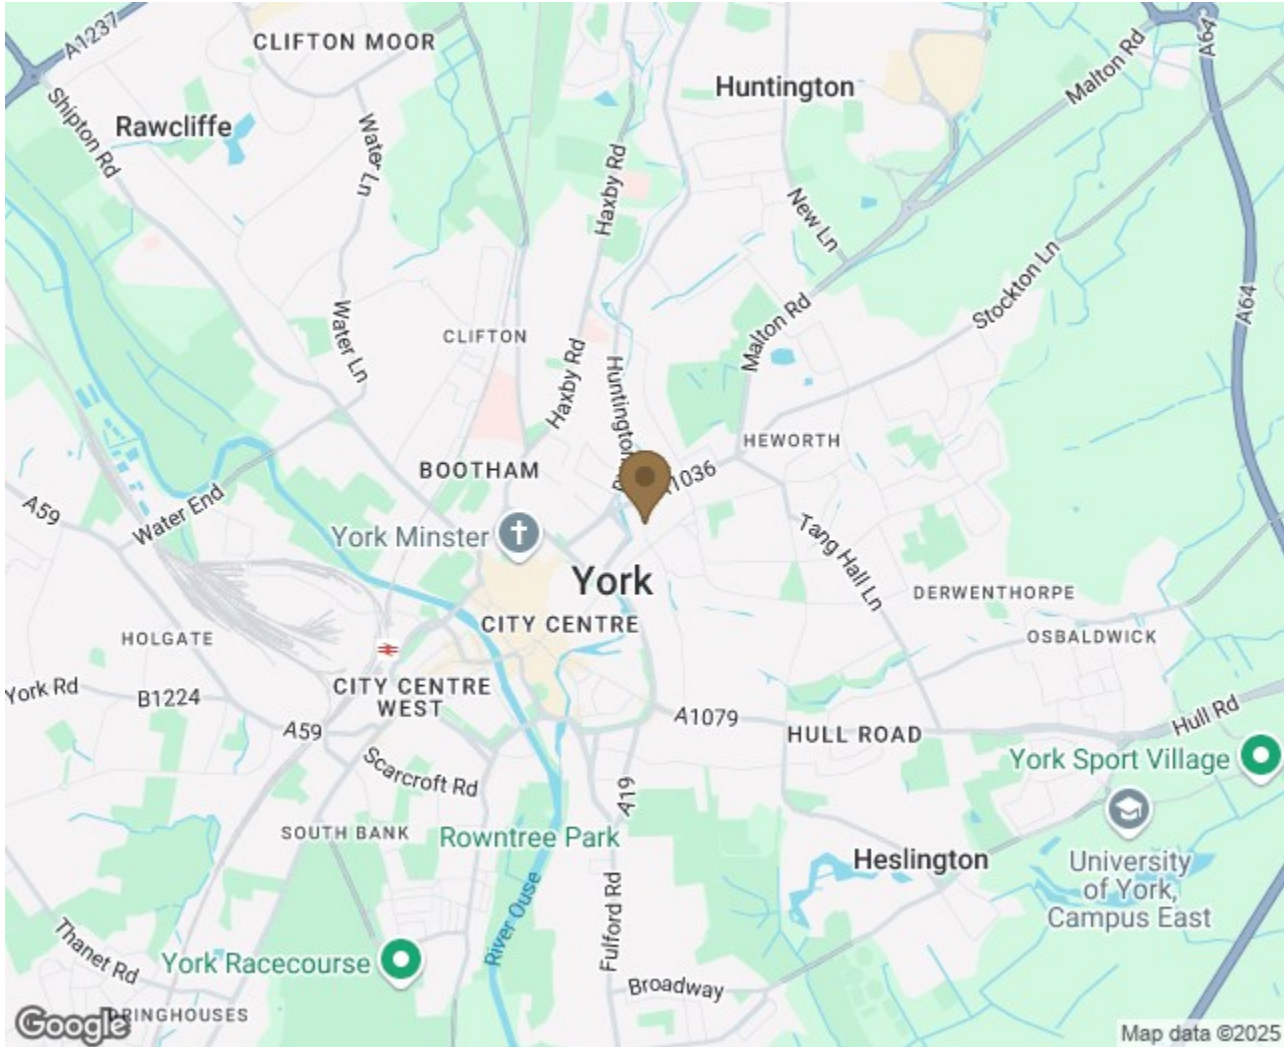 A1237
CLIFTON MOOR
Huntington
Malton Rd
A64
Rawcliffe
Shipton Rd
Water Ln
Haxby Rd
New Ln
Stockton Ln
A64
Water Ln
CLIFTON
Haxby Rd
Huntington
Malton Rd
HEWORTH
BOOTHAM
A1036
A59
Water End
York Minster
Tang Hall Ln
York
DERWENTHORPE
CITY CENTRE
HOLGATE
OSBALDWICK
York Rd
B1224
CITY CENTRE
WEST
A59
A1079
HULL ROAD
Hull Rd
Scarcroft Rd
York Sport Village
A19
SOUTH BANK
Rowntree Park
Heslington
University
of York,
Campus East
River Ouse
Fulford Rd
Thanet Rd
York Racecourse
Broadway
DRINGHOUSES
Google
Map data ©2025